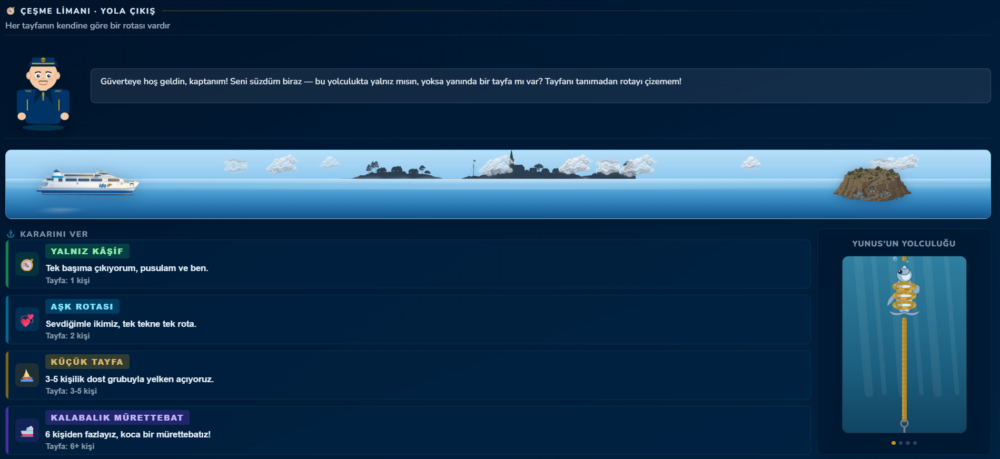 ÇEŞME LİMANI · YOLA ÇIKIŞ
Her tayfanın kendine göre bir rotası vardır
Güverteye hoş geldin, kaptanım! Seni süzdüm biraz — bu yolculukta yalnız mısın, yoksa yanında bir tayfa mı var? Tayfanı tanımadan rotayı çizemem!
ido
KARARINI VER
YALNIZ KÂŞİF
Tek başıma çıkıyorum, pusulam ve ben.
Tayfa: 1 kişi
AŞK ROTASI
Sevdiğimle ikimiz, tek tekne tek rota.
Tayfa: 2 kişi
KÜÇÜK TAYFA
3-5 kişilik dost grubuyla yelken açıyoruz.
Tayfa: 3-5 kişi
KALABALIK MÜRETTEBAT
6 kişiden fazlayız, koca bir mürettebatız!
Tayfa: 6+ kişi
YUNUS'UN YOLCULUĞU